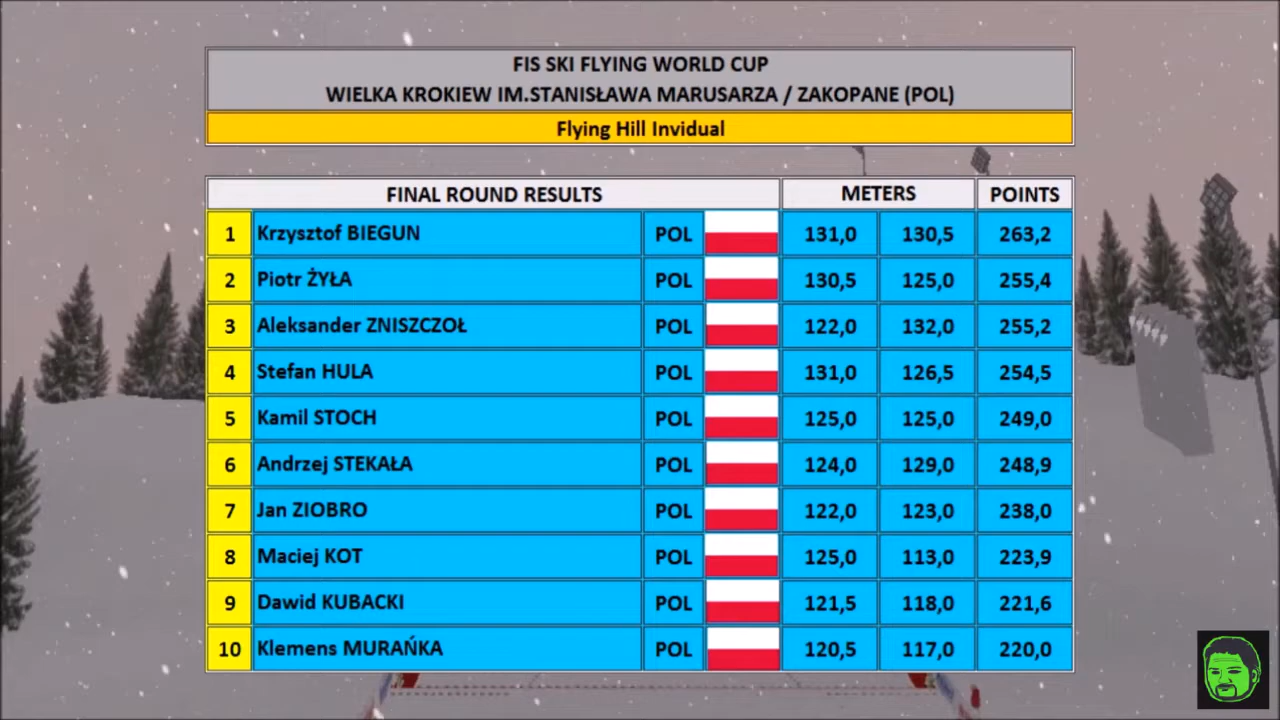 FIS SKI FLYING WORLD CUP
WIELKA KROKIEW IM.STANISŁAWA MARUSARZA / ZAKOPANE (POL)
Flying Hill Invidual
FINAL ROUND RESULTS METERS POINTS
1 Krzysztof BIEGUN POL 131,0 130,5 263,2
2 Piotr ŻYŁA POL 130,5 125,0 255,4
3 Aleksander ZNISZCZOŁ POL 122,0 132,0 255,2
4 Stefan HULA POL 131,0 126,5 254,5
5 Kamil STOCH POL 125,0 125,0 249,0
6 Andrzej STEKAŁA POL 124,0 129,0 248,9
7 Jan ZIOBRO POL 122,0 123,0 238,0
8 Maciej KOT POL 125,0 113,0 223,9
9 Dawid KUBACKI POL 121,5 118,0 221,6
10 Klemens MURAŃKA POL 120,5 117,0 220,0